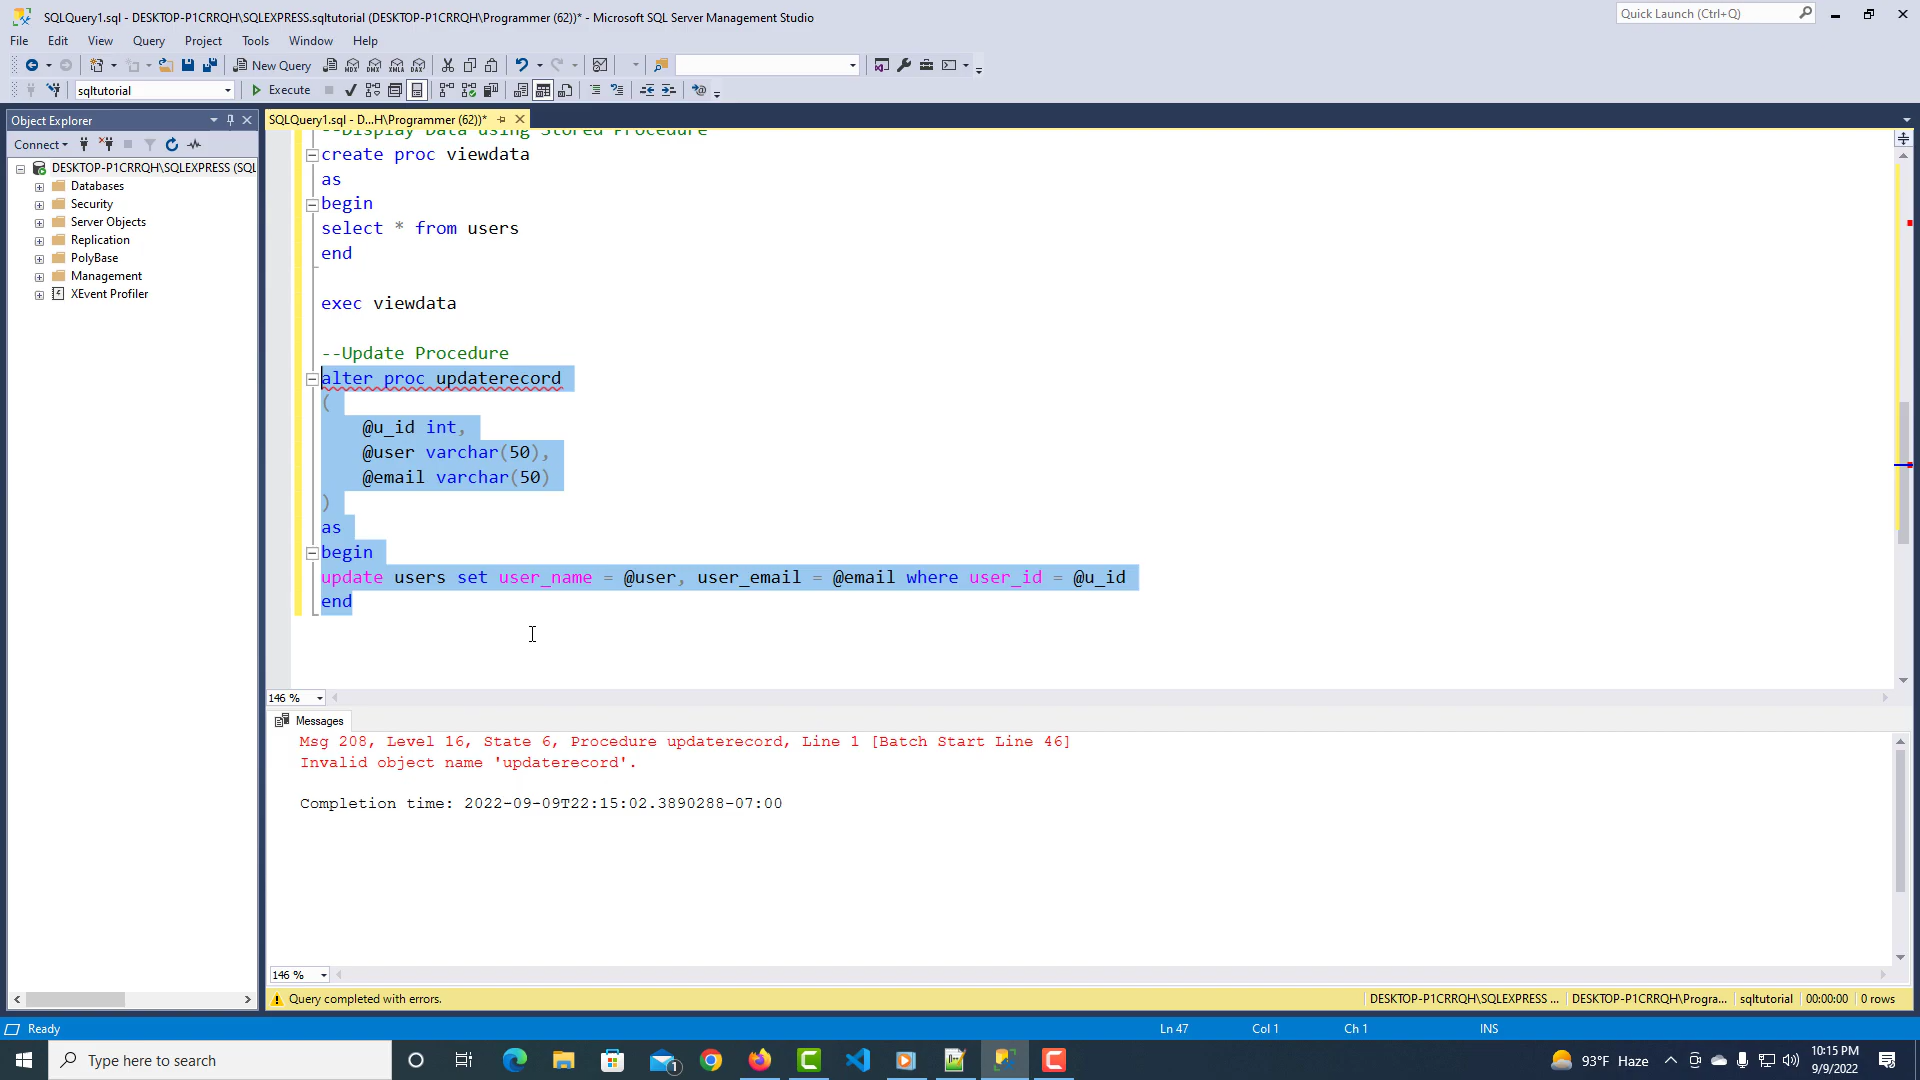 SQLQuery1.sql - DESKTOP-P1CRRQH\SQLEXPRESS.sqltutorial (DESKTOP-P1CRRQH\Programmer (62))* - Microsoft SQL Server Management Studio
Quick Launch (Ctrl+Q)
File Edit View Query Project Tools Window Help
New Query
MDX DMX XMLA DAX
sqltutorial
Execute
Object Explorer
SQLQuery1.sql - D...H\Programmer (62))*
Connect
DESKTOP-P1CRRQH\SQLEXPRESS (SQL
Databases
Security
Server Objects
Replication
PolyBase
Management
XEvent Profiler
--Display Data using Stored Procedure
create proc viewdata
as
begin
select * from users
end
exec viewdata
--Update Procedure
alter proc updaterecord
(
@u_id int,
@user varchar(50),
@email varchar(50)
)
as
begin
update users set user_name = @user, user_email = @email where user_id = @u_id
end
146 %
Messages
Msg 208, Level 16, State 6, Procedure updaterecord, Line 1 [Batch Start Line 46]
Invalid object name 'updaterecord'.
Completion time: 2022-09-09T22:15:02.3890288-07:00
146 %
Query completed with errors.
DESKTOP-P1CRRQH\SQLEXPRESS ...
DESKTOP-P1CRRQH\Progra...
sqltutorial
00:00:00
0 rows
Ready
Ln 47
Col 1
Ch 1
INS
Type here to search
1
93°F Haze
10:15 PM
9/9/2022